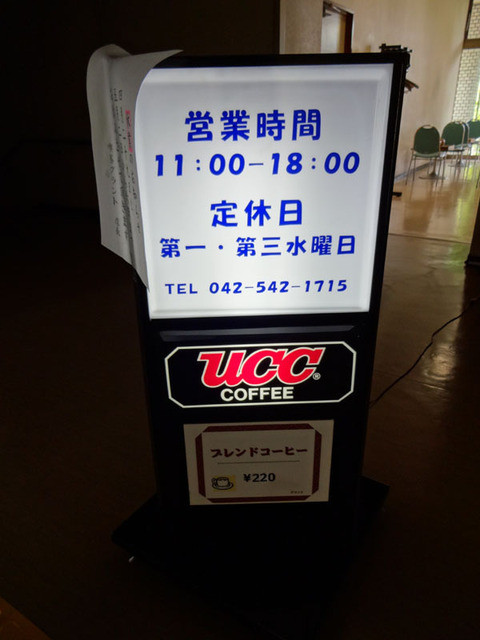 営業時間
11:00-18:00
定休日
第一・第三水曜日
TEL 042-542-1715
UCC®
COFFEE
ブレンドコーヒー
¥220